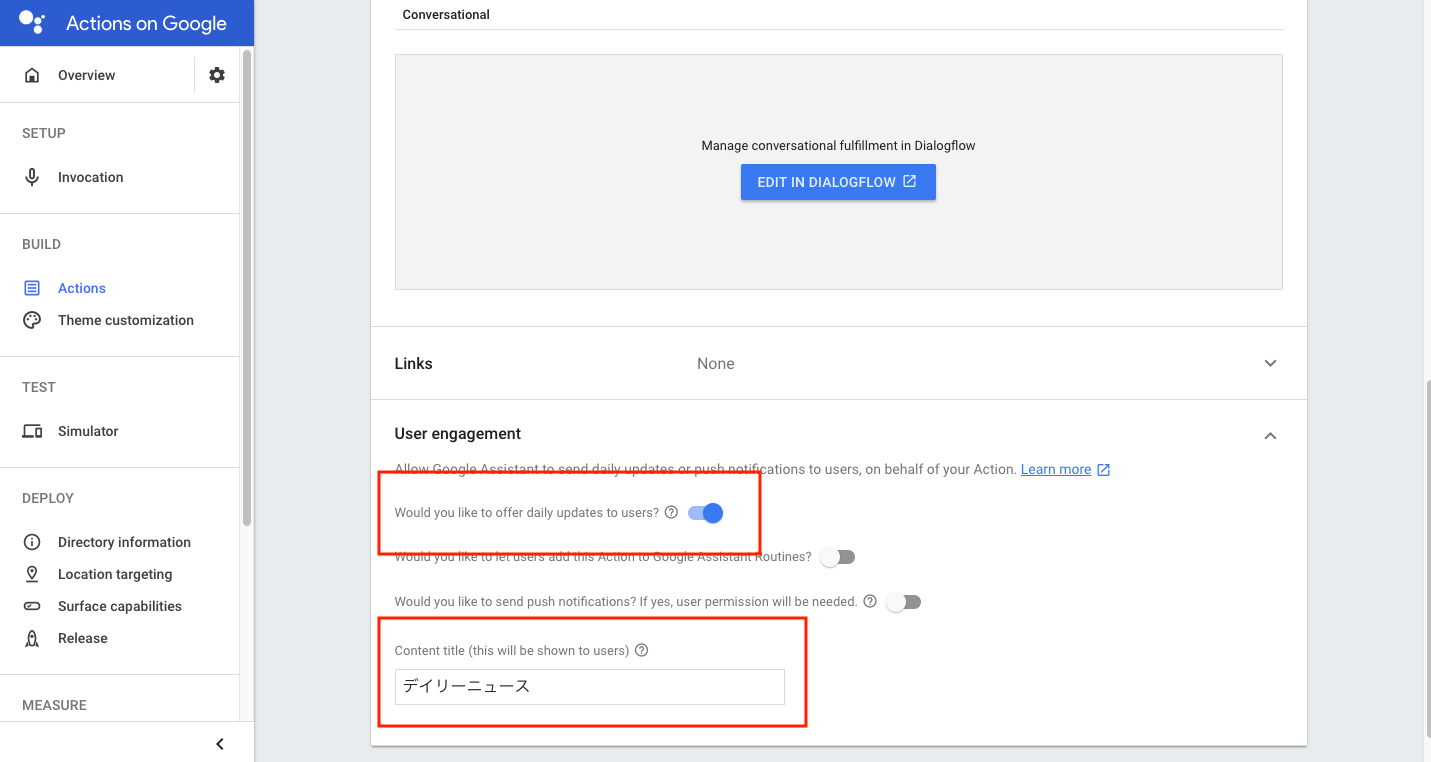 Actions on Google
Overview
SETUP
Invocation
BUILD
Actions
Theme customization
TEST
Simulator
DEPLOY
Directory information
Location targeting
Surface capabilities
Release
MEASURE
Conversational
Manage conversational fulfillment in Dialogflow
EDIT IN DIALOGFLOW
Links None
User engagement
Allow Google Assistant to send daily updates or push notifications to users, on behalf of your Action. Learn more
Would you like to offer daily updates to users?
Would you like to let users add this Action to Google Assistant Routines?
Would you like to send push notifications? If yes, user permission will be needed.
Content title (this will be shown to users)
デイリーニュース